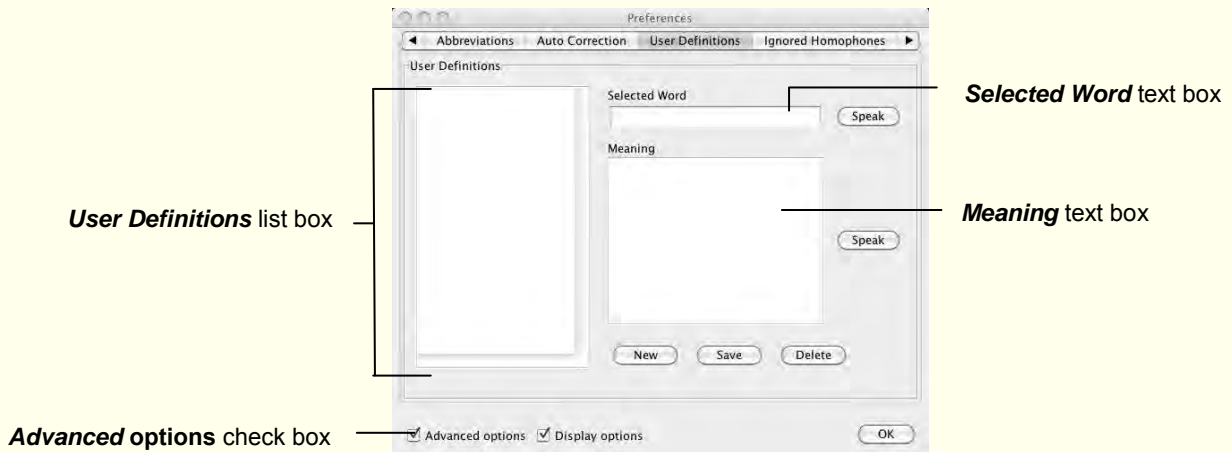 Preferences
Abbreviations Auto Correction User Definitions Ignored Homophones
User Definitions
Selected Word
Speak
Meaning
Speak
New Save Delete
Advanced options Display options OK
Selected Word text box
User Definitions list box
Meaning text box
Advanced options check box